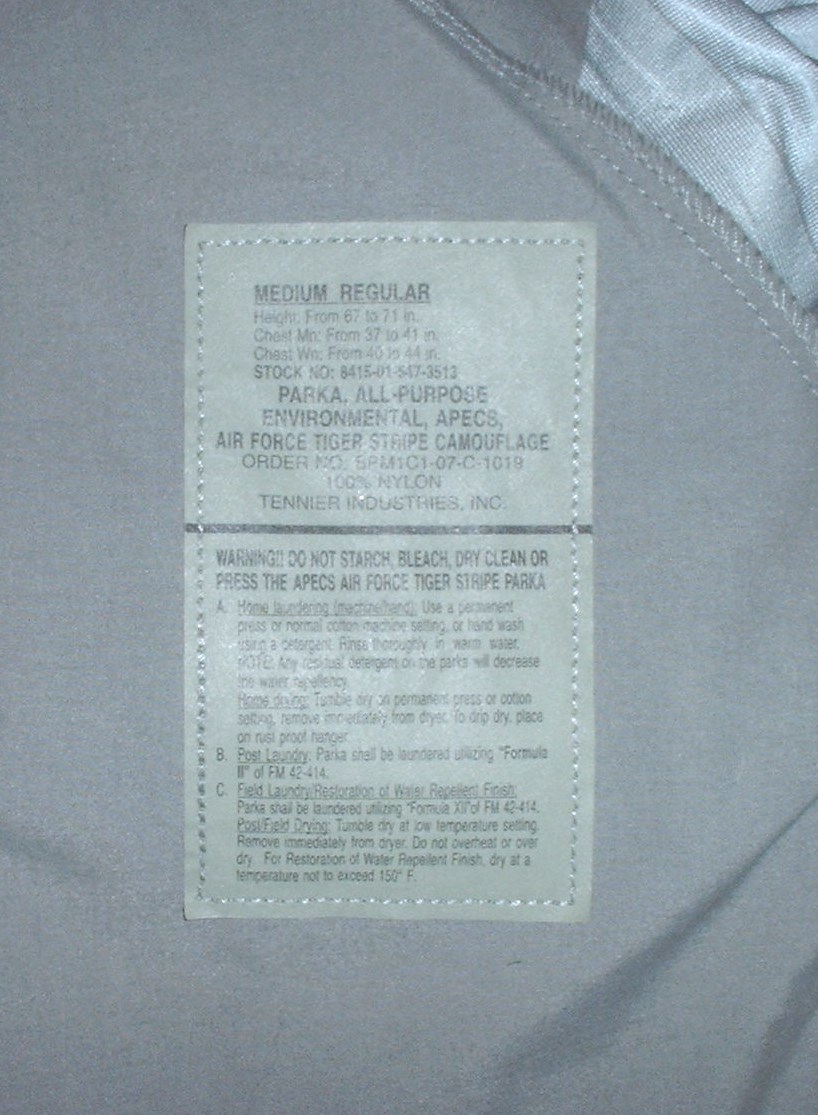 MEDIUM REGULAR
Height: From 67 to 71 in.
Chest Mn: From 37 to 41 in.
Chest Wn: From 40 to 44 in.
STOCK NO: 8415-01-547-3513
PARKA, ALL-PURPOSE
ENVIRONMENTAL, APECS,
AIR FORCE TIGER STRIPE CAMOUFLAGE
ORDER NO: SPM1C1-07-C-1019
100% NYLON
TENNIER INDUSTRIES, INC.
WARNING!! DO NOT STARCH, BLEACH, DRY CLEAN OR
PRESS THE APECS AIR FORCE TIGER STRIPE PARKA
A. Home laundering (machine/hand): Use a permanent
press or normal cotton machine setting, or hand wash
using a detergent. Rinse thoroughly in warm water.
NOTE: Any residual detergent on the parka will decrease
the water repellency.
Home drying: Tumble dry on permanent press or cotton
setting, remove immediately from dryer. To drip dry, place
on rust proof hanger.
B. Post Laundry: Parka shall be laundered utilizing "Formula
II" of FM 42-414.
C. Field Laundry/Restoration of Water Repellent Finish:
Parka shall be laundered utilizing "Formula XII"of FM 42-414.
Post/Field Drying: Tumble dry at low temperature setting.
Remove immediately from dryer. Do not overheat or over
dry. For Restoration of Water Repellent Finish, dry at a
temperature not to exceed 150° F.